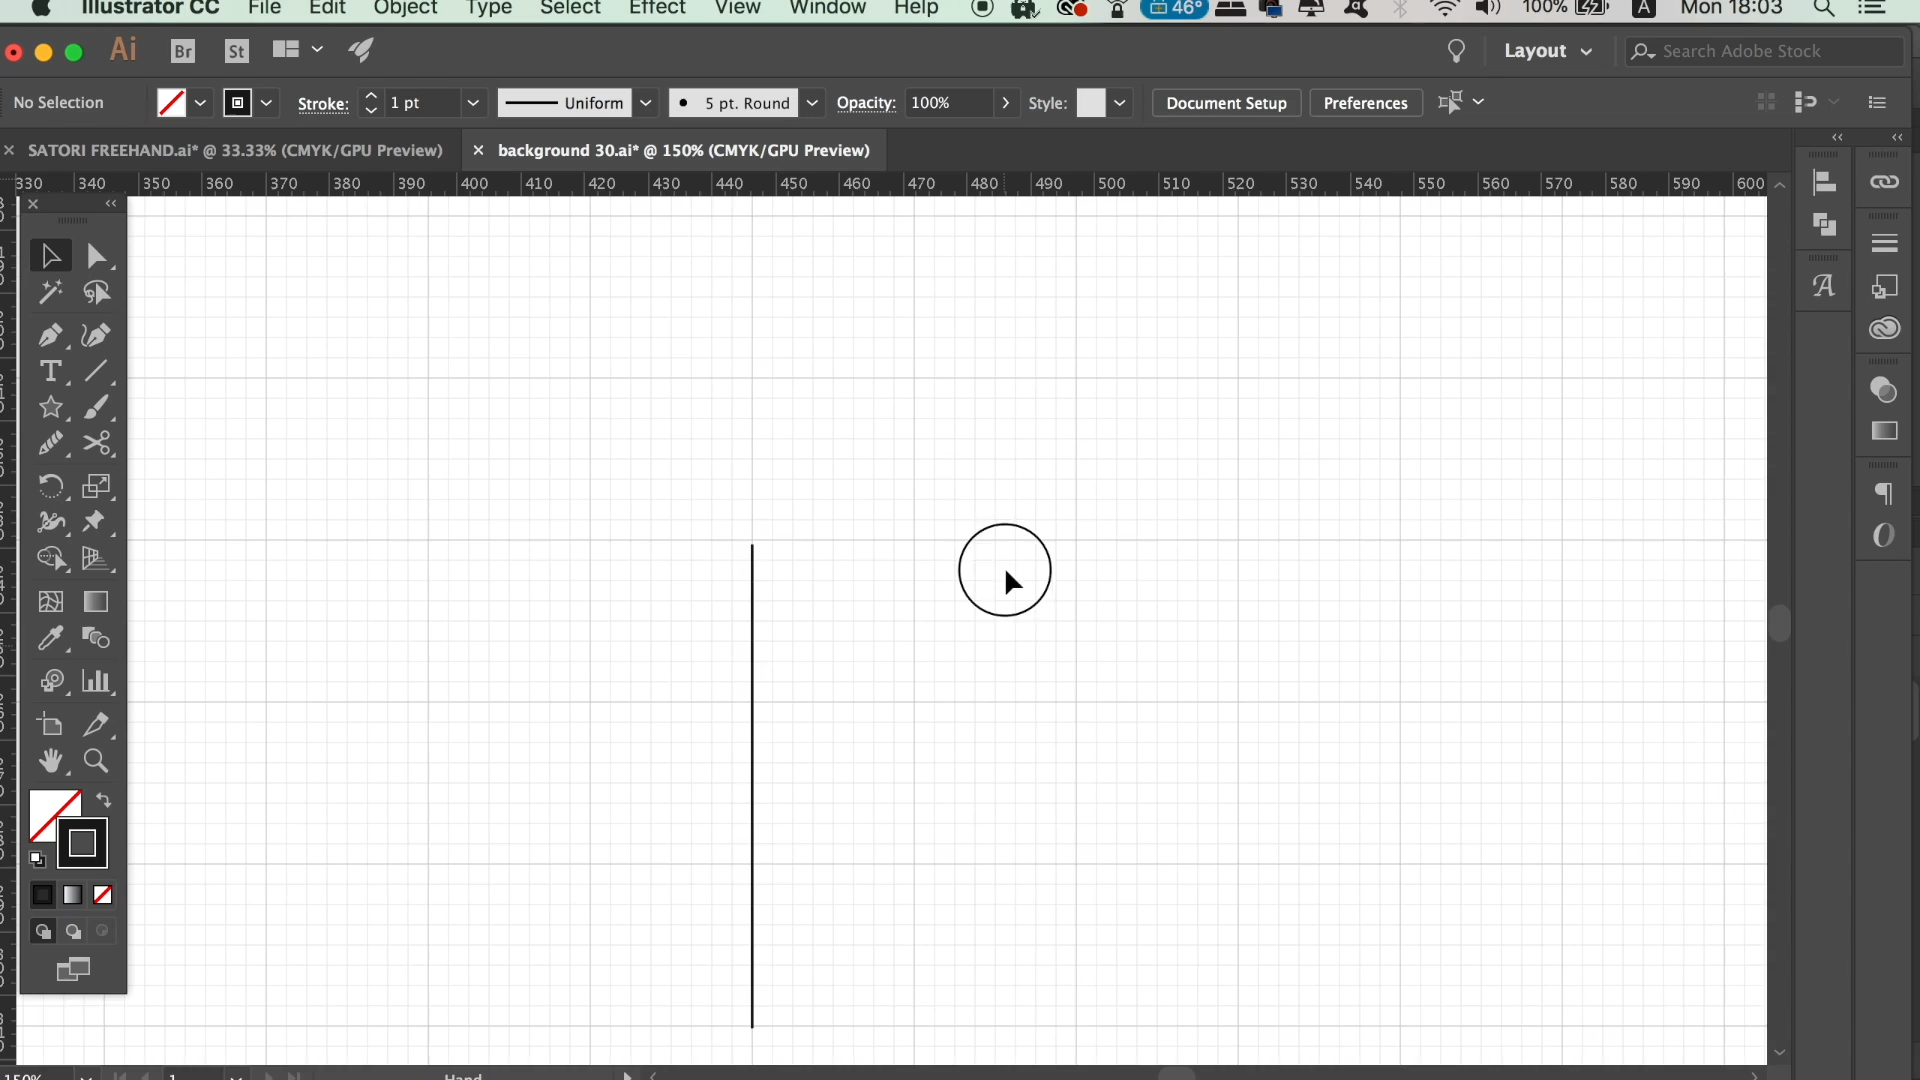 Illustrator CC File Edit Object Type Select Effect View Window Help 46° 100% A Mon 18:03
Ai Br St Layout Search Adobe Stock
No Selection Stroke: 1 pt Uniform 5 pt. Round Opacity: 100% Style: Document Setup Preferences
SATORI FREEHAND.ai* @ 33.33% (CMYK/GPU Preview) background 30.ai* @ 150% (CMYK/GPU Preview)
330 340 350 360 370 380 390 400 410 420 430 440 450 460 470 480 490 500 510 520 530 540 550 560 570 580 590 600
150% 1 Hand